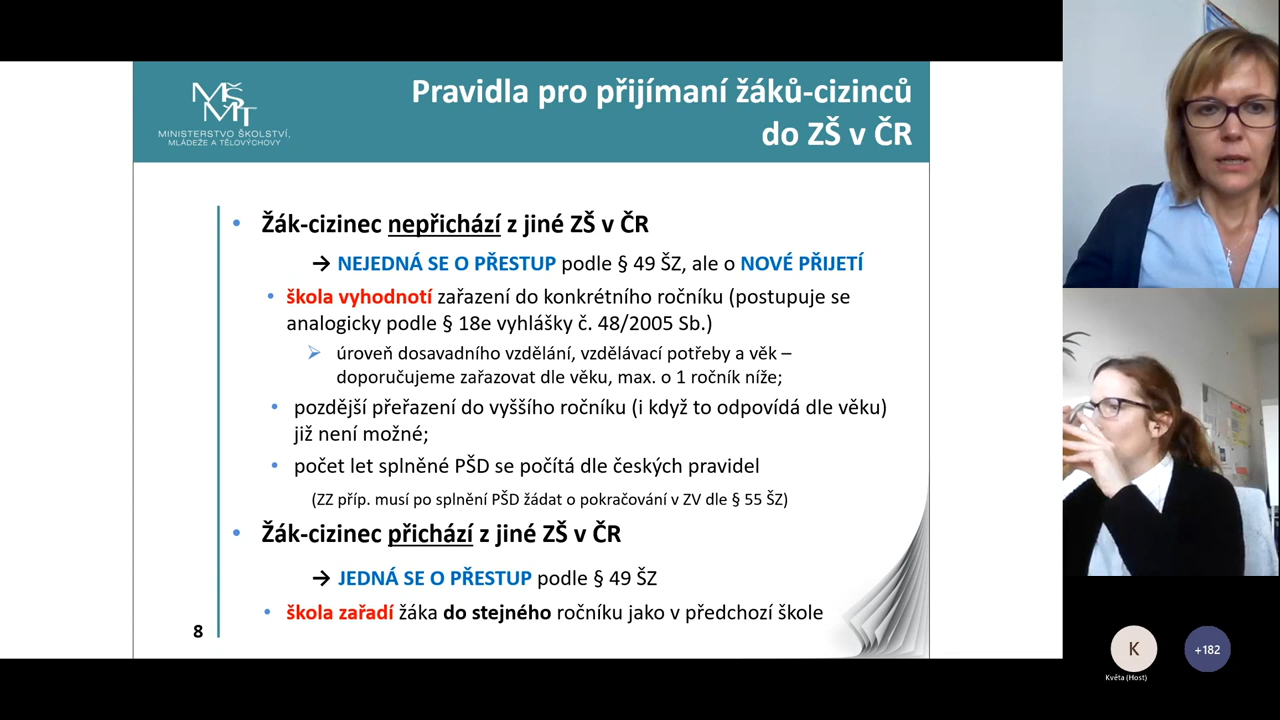 MŠMT
MINISTERSTVO ŠKOLSTVÍ,
MLÁDEŽE A TĚLOVÝCHOVY
Pravidla pro přijímaní žáků-cizinců
do ZŠ v ČR
• Žák-cizinec nepřichází z jiné ZŠ v ČR
→ NEJEDNÁ SE O PŘESTUP podle § 49 ŠZ, ale o NOVÉ PŘIJETÍ
• škola vyhodnotí zařazení do konkrétního ročníku (postupuje se
analogicky podle § 18e vyhlášky č. 48/2005 Sb.)
➢ úroveň dosavadního vzdělání, vzdělávací potřeby a věk –
doporučujeme zařazovat dle věku, max. o 1 ročník níže;
• pozdější přeřazení do vyššího ročníku (i když to odpovídá dle věku)
již není možné;
• počet let splněné PŠD se počítá dle českých pravidel
(ZZ příp. musí po splnění PŠD žádat o pokračování v ZV dle § 55 ŠZ)
• Žák-cizinec přichází z jiné ZŠ v ČR
→ JEDNÁ SE O PŘESTUP podle § 49 ŠZ
• škola zařadí žáka do stejného ročníku jako v předchozí škole
8
K
+182
Květa (Host)